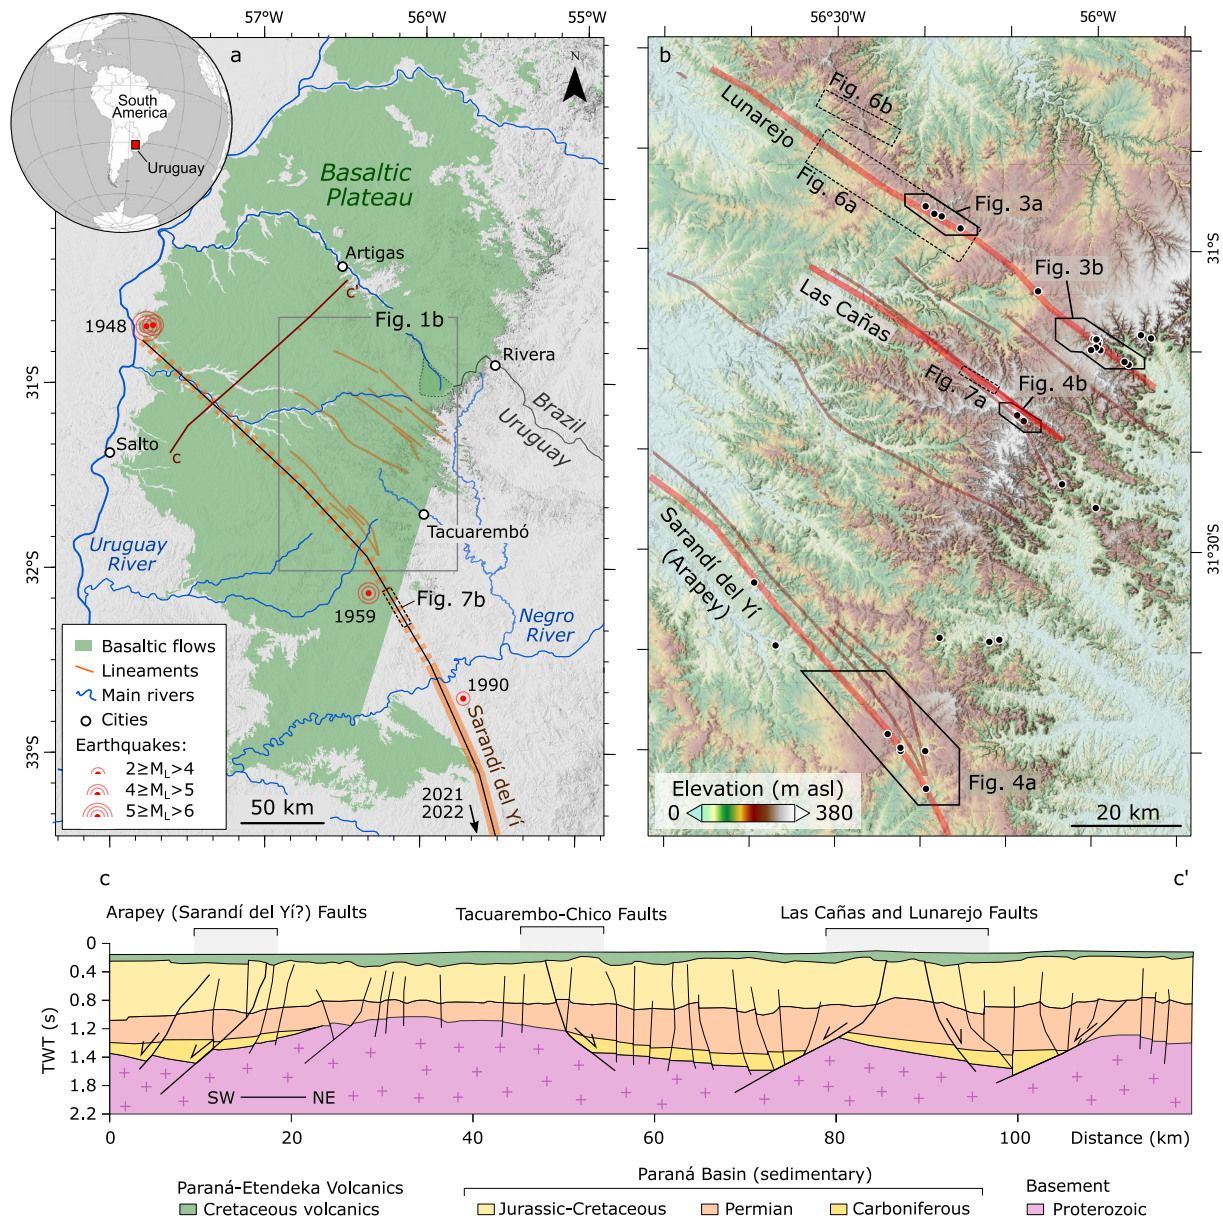 57°W
56°W
55°W
56°30'W
56°W
a
N
b
South
America
Uruguay
Basaltic
Plateau
Artigas
c'
Fig. 1b
1948
Rivera
31°S
Brazil
Uruguay
Salto
c
Tacuarembó
Uruguay
River
32°S
1959
Fig. 7b
Negro
River
1990
Sarandí del Yí
33°S
2021
2022
Basaltic flows
Lineaments
Main rivers
Cities
Earthquakes:
2≥ML>4
4≥ML>5
5≥ML>6
50 km
Lunarejo
Fig. 6b
Fig. 6a
Fig. 3a
31°S
Fig. 3b
Las Cañas
Fig. 7a
Fig. 4b
Sarandí del Yí
(Arapey)
31°30'S
Fig. 4a
Elevation (m asl)
0
380
20 km
c
c'
Arapey (Sarandí del Yí?) Faults
Tacuarembo-Chico Faults
Las Cañas and Lunarejo Faults
TWT (s)
0
0.4
0.8
1.2
1.4
1.8
2.2
SW
NE
0
20
40
60
80
100
Distance (km)
Paraná-Etendeka Volcanics
Cretaceous volcanics
Paraná Basin (sedimentary)
Jurassic-Cretaceous
Permian
Carboniferous
Basement
Proterozoic